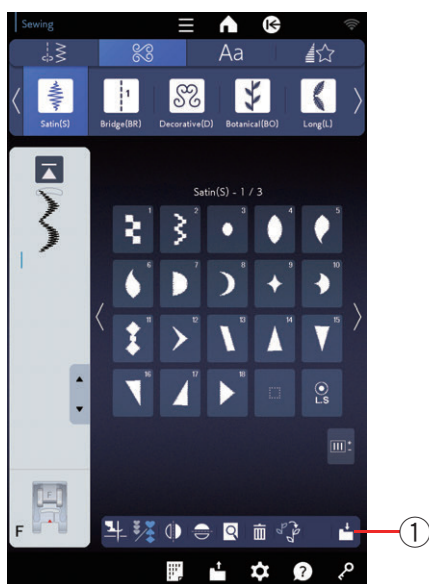 Sewing
Aa
1
Satin(S) Bridge(BR) Decorative(D) Botanical(BO) Long(L)
Satin(S) - 1 / 3
1 2 3 4 5
6 7 8 9 10
11 12 13 14 15
16 17 18
L.S
F
1
?